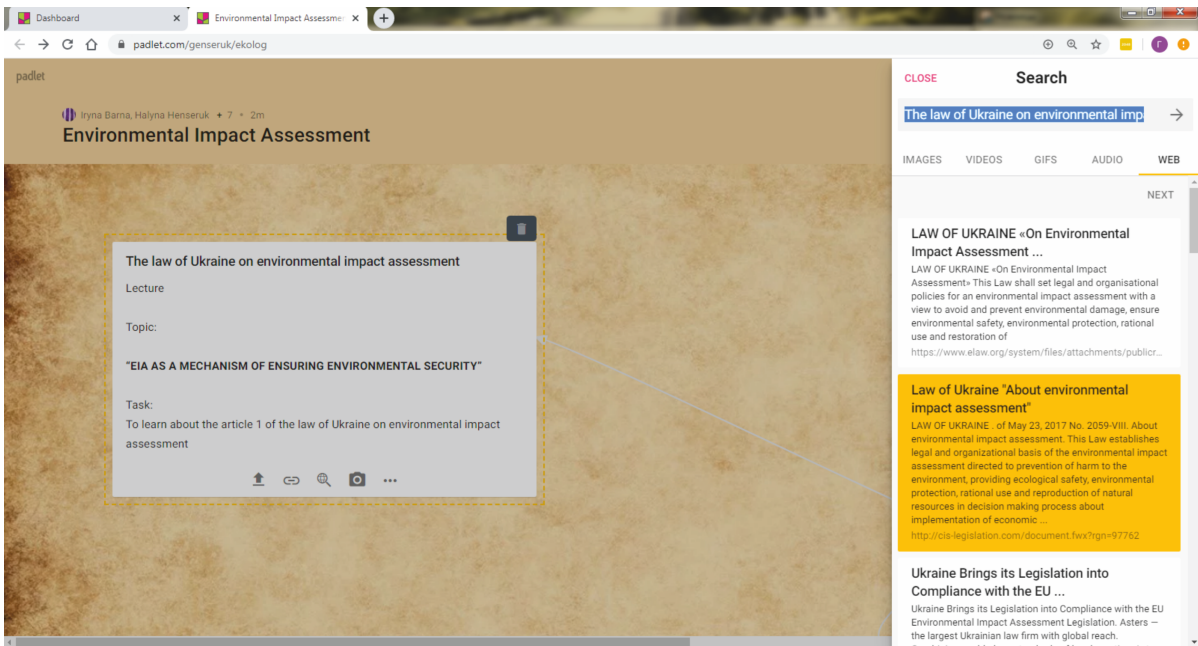 Dashboard
Environmental Impact Assessmen
padlet.com/genseruk/ekolog
padlet
Iryna Barna, Halyna Henseruk + 7 • 2m
Environmental Impact Assessment
The law of Ukraine on environmental impact assessment
Lecture
Topic:
"EIA AS A MECHANISM OF ENSURING ENVIRONMENTAL SECURITY"
Task:
To learn about the article 1 of the law of Ukraine on environmental impact
assessment
CLOSE
Search
The law of Ukraine on environmental imp
IMAGES VIDEOS GIFS AUDIO WEB
NEXT
LAW OF UKRAINE «On Environmental
Impact Assessment ...
LAW OF UKRAINE «On Environmental Impact
Assessment» This Law shall set legal and organisational
policies for an environmental impact assessment with a
view to avoid and prevent environmental damage, ensure
environmental safety, environmental protection, rational
use and restoration of
https://www.elaw.org/system/files/attachments/publicr...
Law of Ukraine "About environmental
impact assessment"
LAW OF UKRAINE . of May 23, 2017 No. 2059-VIII. About
environmental impact assessment. This Law establishes
legal and organizational basis of the environmental impact
assessment directed to prevention of harm to the
environment, providing ecological safety, environmental
protection, rational use and reproduction of natural
resources in decision making process about
implementation of economic ...
http://cis-legislation.com/document.fwx?rgn=97762
Ukraine Brings its Legislation into
Compliance with the EU ...
Ukraine Brings its Legislation into Compliance with the EU
Environmental Impact Assessment Legislation. Asters —
the largest Ukrainian law firm with global reach.